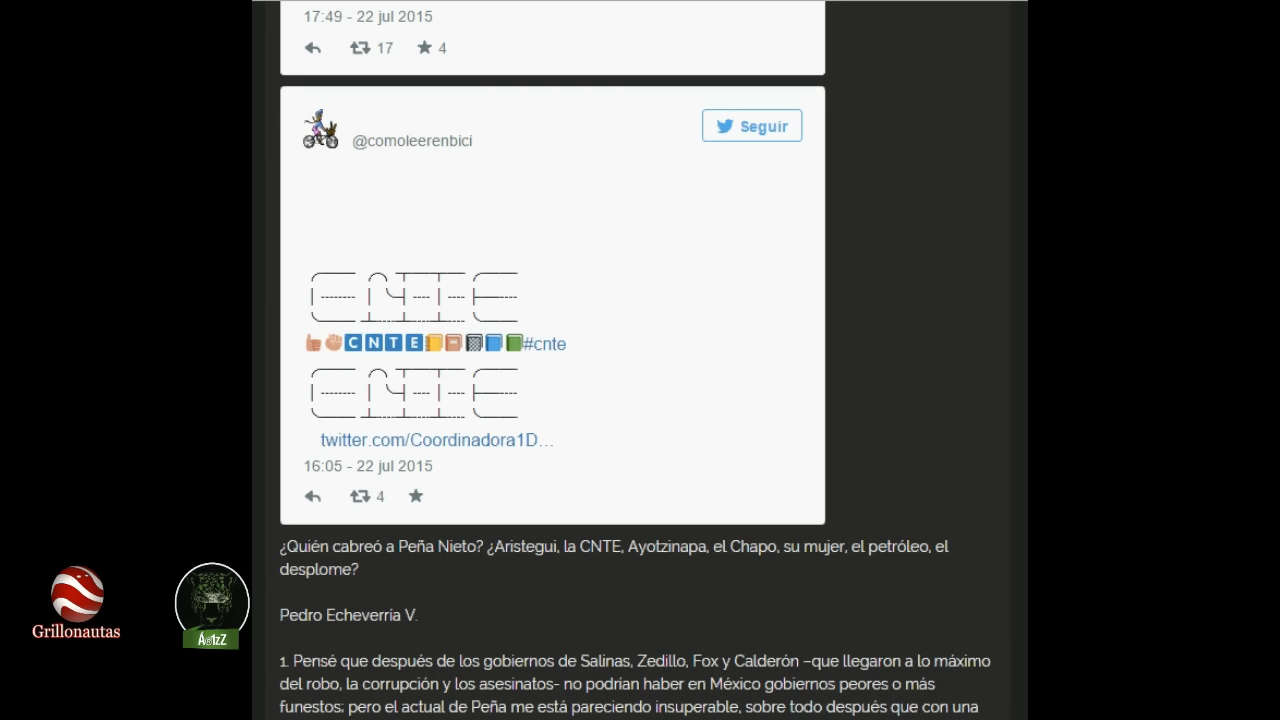 17:49 - 22 jul 2015
17 4
@comoleerenbici
Seguir
CNTE
CNTE#cnte
CNTE
twitter.com/Coordinadora1D…
16:05 - 22 jul 2015
4
¿Quién cabreó a Peña Nieto? ¿Aristegui, la CNTE, Ayotzinapa, el Chapo, su mujer, el petróleo, el
desplome?
Pedro Echeverría V.
1. Pensé que después de los gobiernos de Salinas, Zedillo, Fox y Calderón –que llegaron a lo máximo
del robo, la corrupción y los asesinatos- no podrían haber en México gobiernos peores o más
funestos; pero el actual de Peña me está pareciendo insuperable, sobre todo después que con una
Grillonautas
Á@tzZ